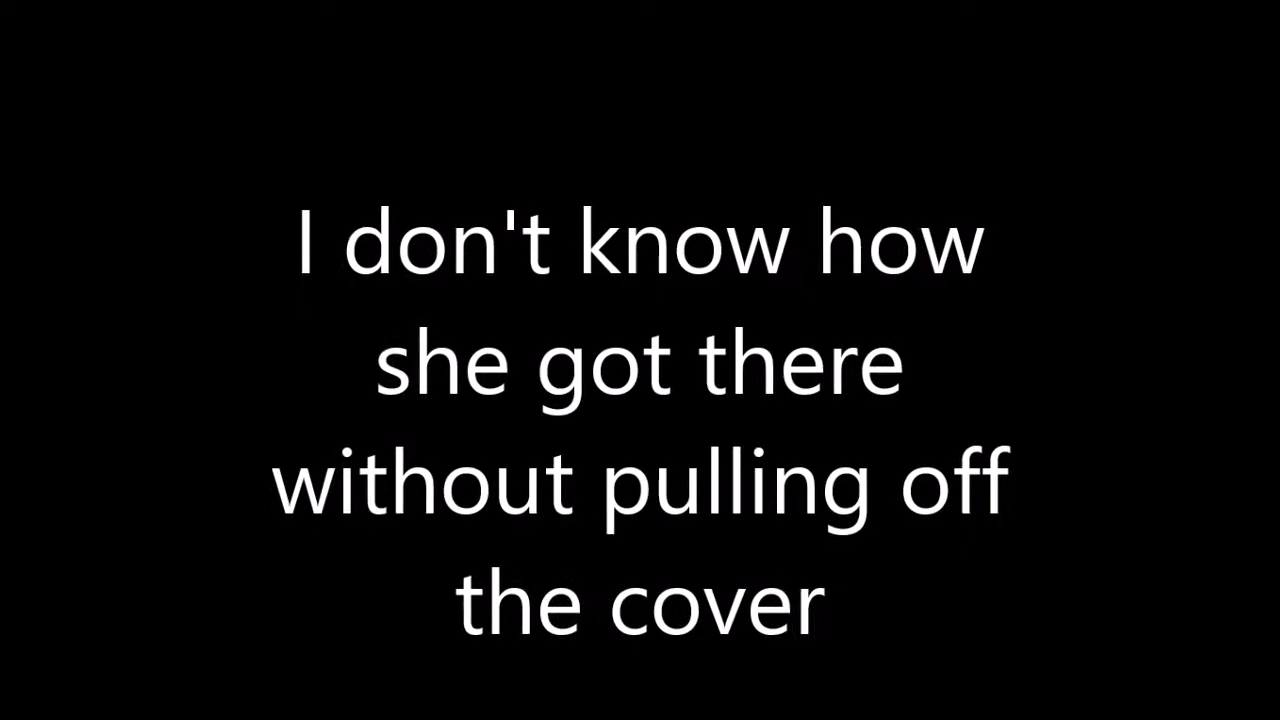 I don't know how
she got there
without pulling off
the cover